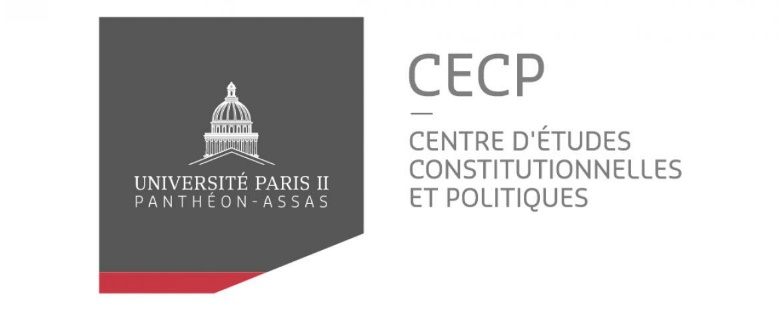 UNIVERSITÉ PARIS II
PANTHÉON-ASSAS
CECP
CENTRE D'ÉTUDES
CONSTITUTIONNELLES
ET POLITIQUES